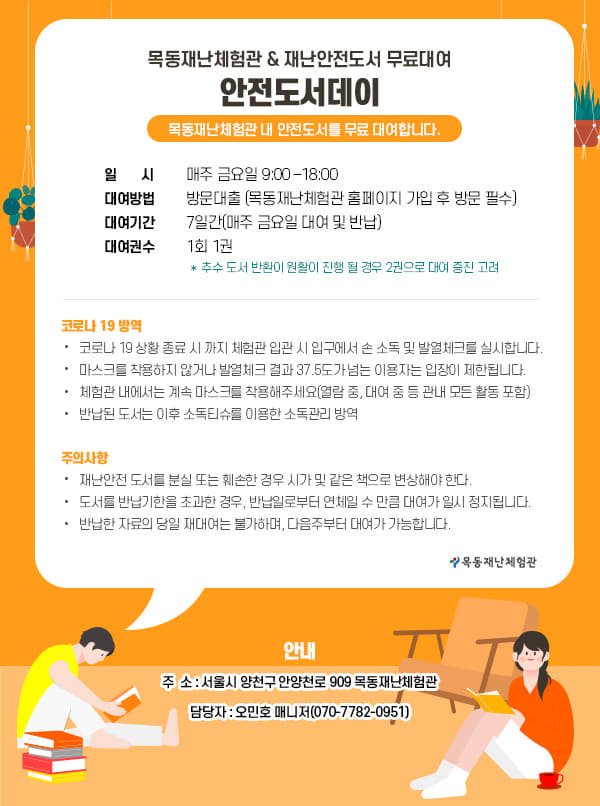 목동재난체험관 & 재난안전도서 무료대여
안전도서데이
목동재난체험관 내 안전도서를 무료 대여합니다.
일 시 매주 금요일 9:00 –18:00
대여방법 방문대출 (목동재난체험관 홈페이지 가입 후 방문 필수)
대여기간 7일간(매주 금요일 대여 및 반납)
대여권수 1회 1권
* 추수 도서 반환이 원활이 진행 될 경우 2권으로 대여 증진 고려
코로나 19 방역
• 코로나 19 상황 종료 시 까지 체험관 입관 시 입구에서 손 소독 및 발열체크를 실시합니다.
• 마스크를 착용하지 않거나 발열체크 결과 37.5도가 넘는 이용자는 입장이 제한됩니다.
• 체험관 내에서는 계속 마스크를 착용해주세요(열람 중, 대여 중 등 관내 모든 활동 포함)
• 반납된 도서는 이후 소독티슈를 이용한 소독관리 방역
주의사항
• 재난안전 도서를 분실 또는 훼손한 경우 시가 및 같은 책으로 변상해야 한다.
• 도서를 반납기한을 초과한 경우, 반납일로부터 연체일 수 만큼 대여가 일시 정지됩니다.
• 반납한 자료의 당일 재대여는 불가하며, 다음주부터 대여가 가능합니다.
목동재난체험관
안내
주 소 : 서울시 양천구 안양천로 909 목동재난체험관
담당자 : 오민호 매니저(070-7782-0951)